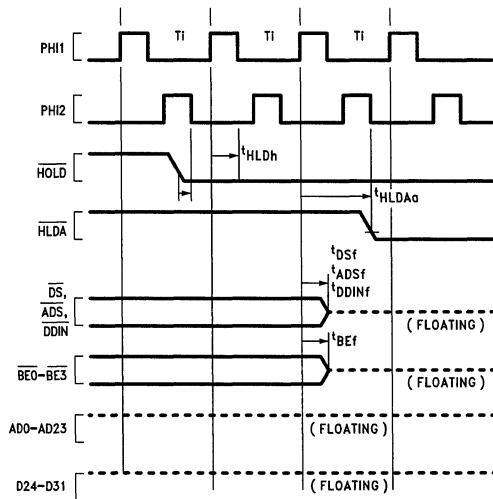 Ti Ti Ti
PHI1
PHI2
HOLD
tHLDh
tHLDAa
HLDA
tDSf
tADSf
tDDINf
DS,
ADS,
DDIN
(FLOATING)
tBEf
BE0-BE3
(FLOATING)
AD0-AD23
(FLOATING)
D24-D31
(FLOATING)